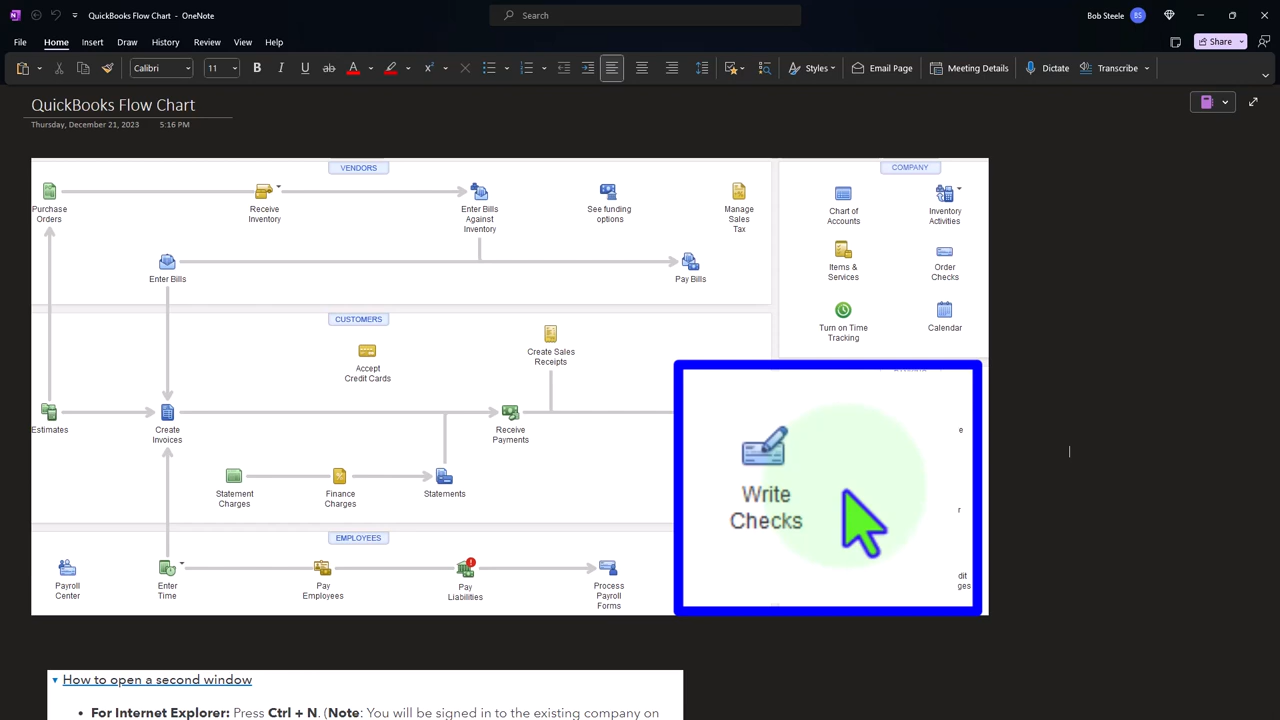 QuickBooks Flow Chart - OneNote
Search
Bob Steele
BS
File
Home
Insert
Draw
History
Review
View
Help
Share
Calibri
11
B
I
U
ab
A
Styles
Email Page
Meeting Details
Dictate
Transcribe
QuickBooks Flow Chart
Thursday, December 21, 2023
5:16 PM
VENDORS
Purchase
Orders
Receive
Inventory
Enter Bills
Against
Inventory
See funding
options
Manage
Sales
Tax
Enter Bills
Pay Bills
COMPANY
Chart of
Accounts
Inventory
Activities
Items &
Services
Order
Checks
Turn on Time
Tracking
Calendar
CUSTOMERS
Accept
Credit Cards
Create Sales
Receipts
Estimates
Create
Invoices
Receive
Payments
Statement
Charges
Finance
Charges
Statements
Write
Checks
EMPLOYEES
Payroll
Center
Enter
Time
Pay
Employees
Pay
Liabilities
Process
Payroll
Forms
How to open a second window
• For Internet Explorer: Press Ctrl + N. (Note: You will be signed in to the existing company on